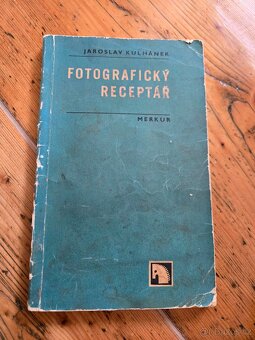 JAROSLAV KULHÁNEK
FOTOGRAFICKÝ
RECEPTÁŘ
MERKUR